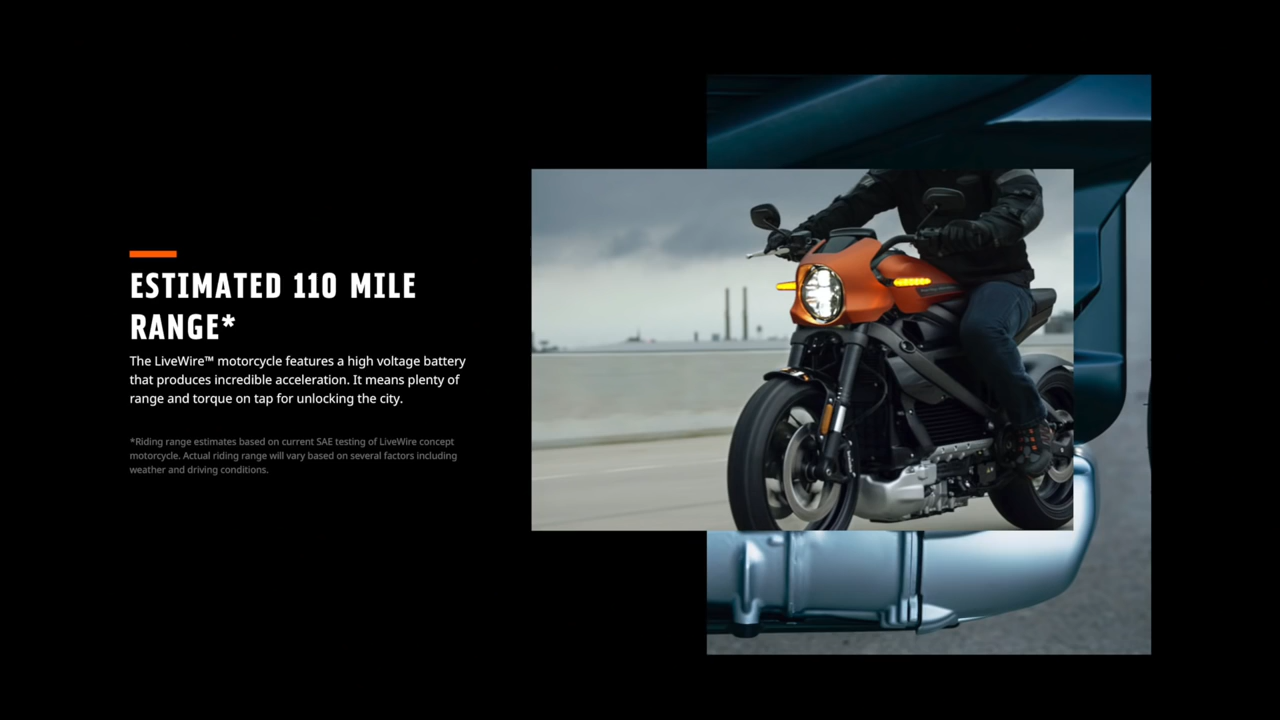 ESTIMATED 110 MILE
RANGE*
The LiveWire™ motorcycle features a high voltage battery
that produces incredible acceleration. It means plenty of
range and torque on tap for unlocking the city.
*Riding range estimates based on current SAE testing of LiveWire concept
motorcycle. Actual riding range will vary based on several factors including
weather and driving conditions.